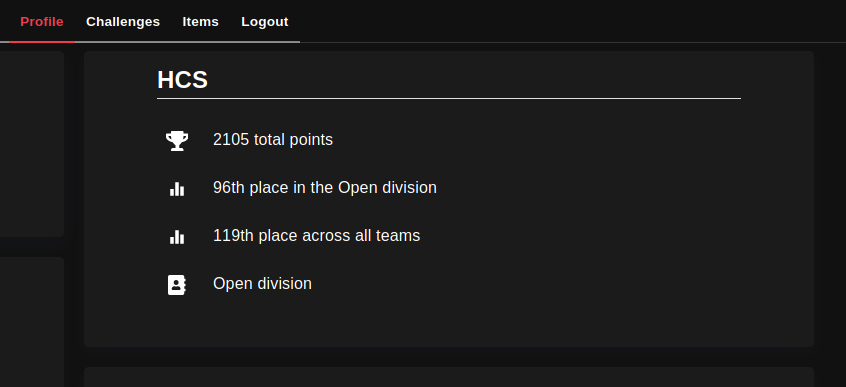 Profile Challenges Items Logout
HCS
2105 total points
96th place in the Open division
119th place across all teams
Open division